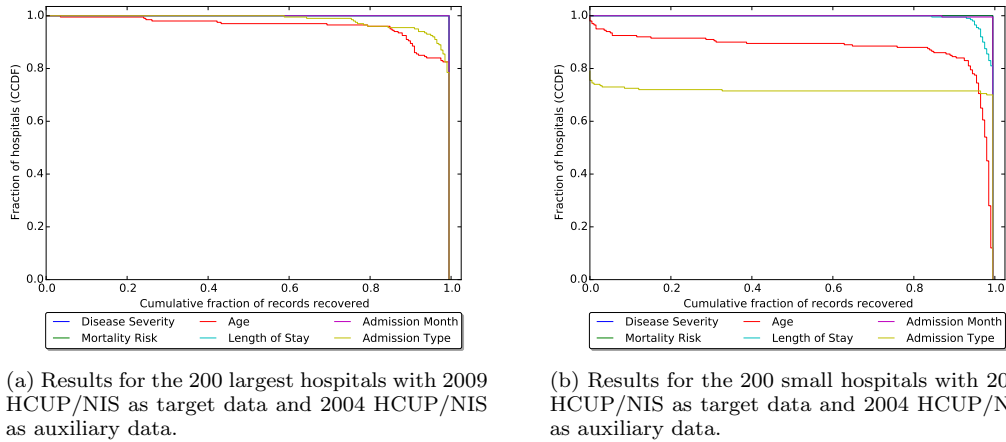 1.0
0.8
0.6
0.4
0.2
0.0
Fraction of hospitals (CCDF)
0.0 0.2 0.4 0.6 0.8 1.0
Cumulative fraction of records recovered
Disease Severity Age Admission Month
Mortality Risk Length of Stay Admission Type
(a) Results for the 200 largest hospitals with 2009
HCUP/NIS as target data and 2004 HCUP/NIS
as auxiliary data.
1.0
0.8
0.6
0.4
0.2
0.0
Fraction of hospitals (CCDF)
0.0 0.2 0.4 0.6 0.8 1.0
Cumulative fraction of records recovered
Disease Severity Age Admission Month
Mortality Risk Length of Stay Admission Type
(b) Results for the 200 small hospitals with 20
HCUP/NIS as target data and 2004 HCUP/N
as auxiliary data.